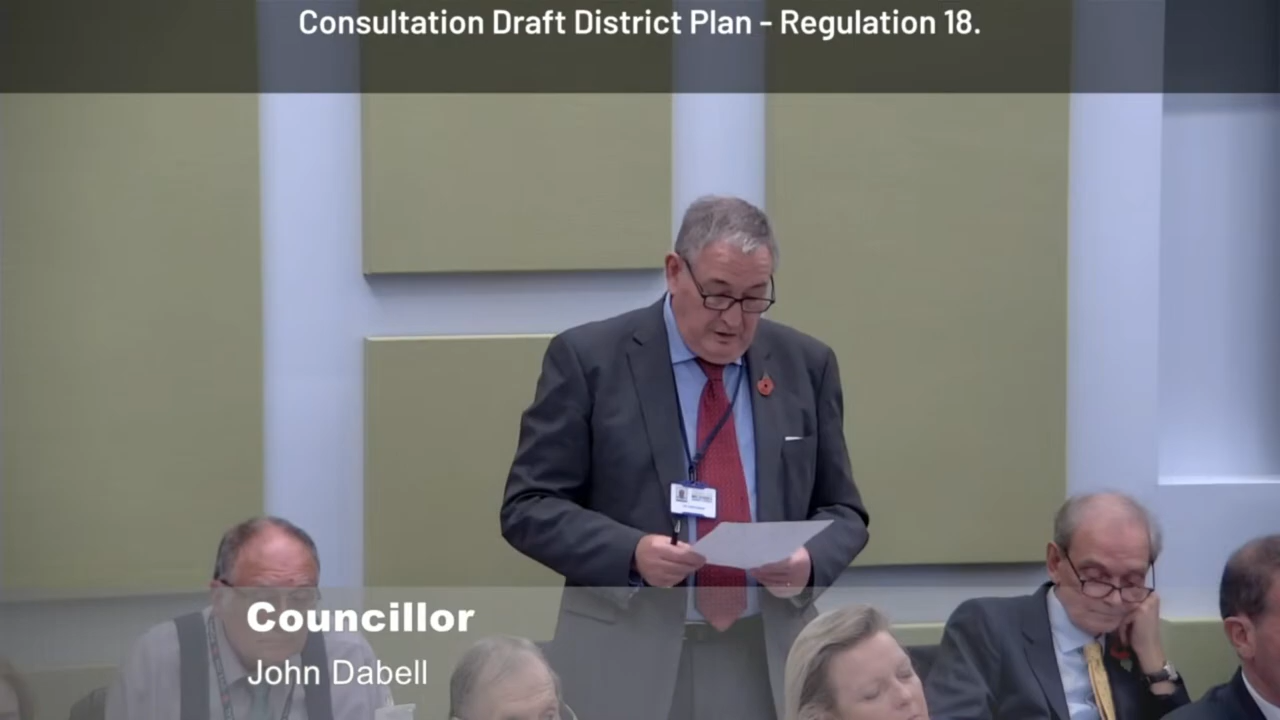 Consultation Draft District Plan - Regulation 18.
Councillor
John Dabell